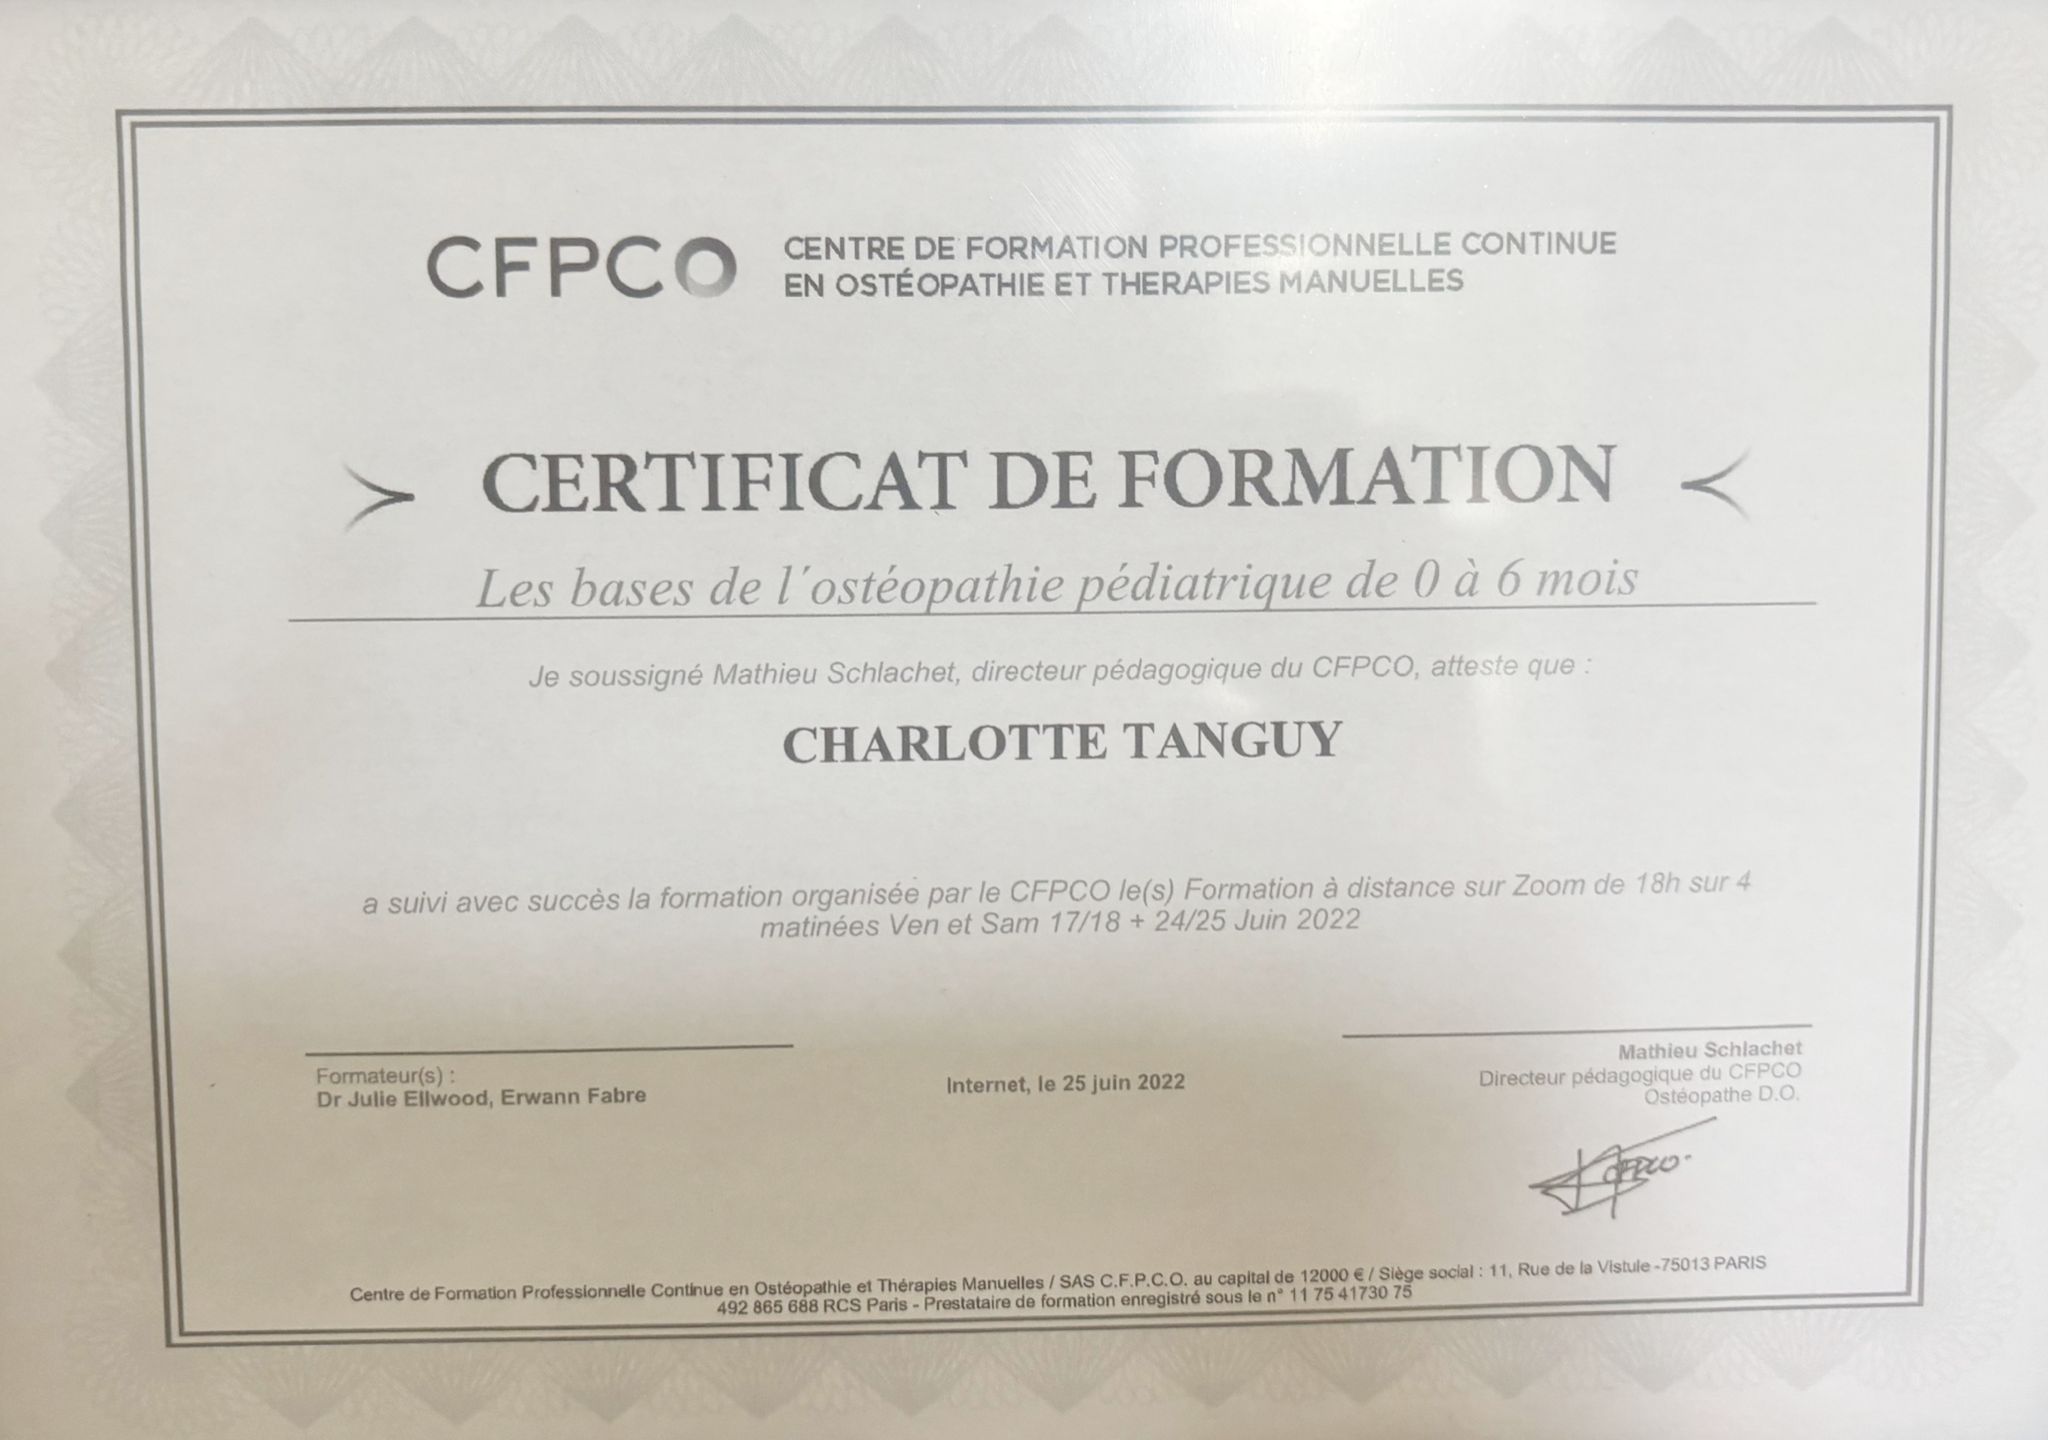 CFPCO
CENTRE DE FORMATION PROFESSIONNELLE CONTINUE
EN OSTÉOPATHIE ET THERAPIES MANUELLES
CERTIFICAT DE FORMATION
Les bases de l´ostéopathie pédiatrique de 0 à 6 mois
Je soussigné Mathieu Schlachet, directeur pédagogique du CFPCO, atteste que :
CHARLOTTE TANGUY
a suivi avec succès la formation organisée par le CFPCO le(s) Formation à distance sur Zoom de 18h sur 4
matinées Ven et Sam 17/18 + 24/25 Juin 2022
Formateur(s) :
Dr Julie Ellwood, Erwann Fabre
Internet, le 25 juin 2022
Mathieu Schlachet
Directeur pédagogique du CFPCO
Ostéopathe D.O.
CFPCO
Centre de Formation Professionnelle Continue en Ostéopathie et Thérapies Manuelles / SAS C.F.P.C.O. au capital de 12000 € / Siège social : 11, Rue de la Vistule -75013 PARIS
492 865 688 RCS Paris - Prestataire de formation enregistré sous le n° 11 75 41730 75